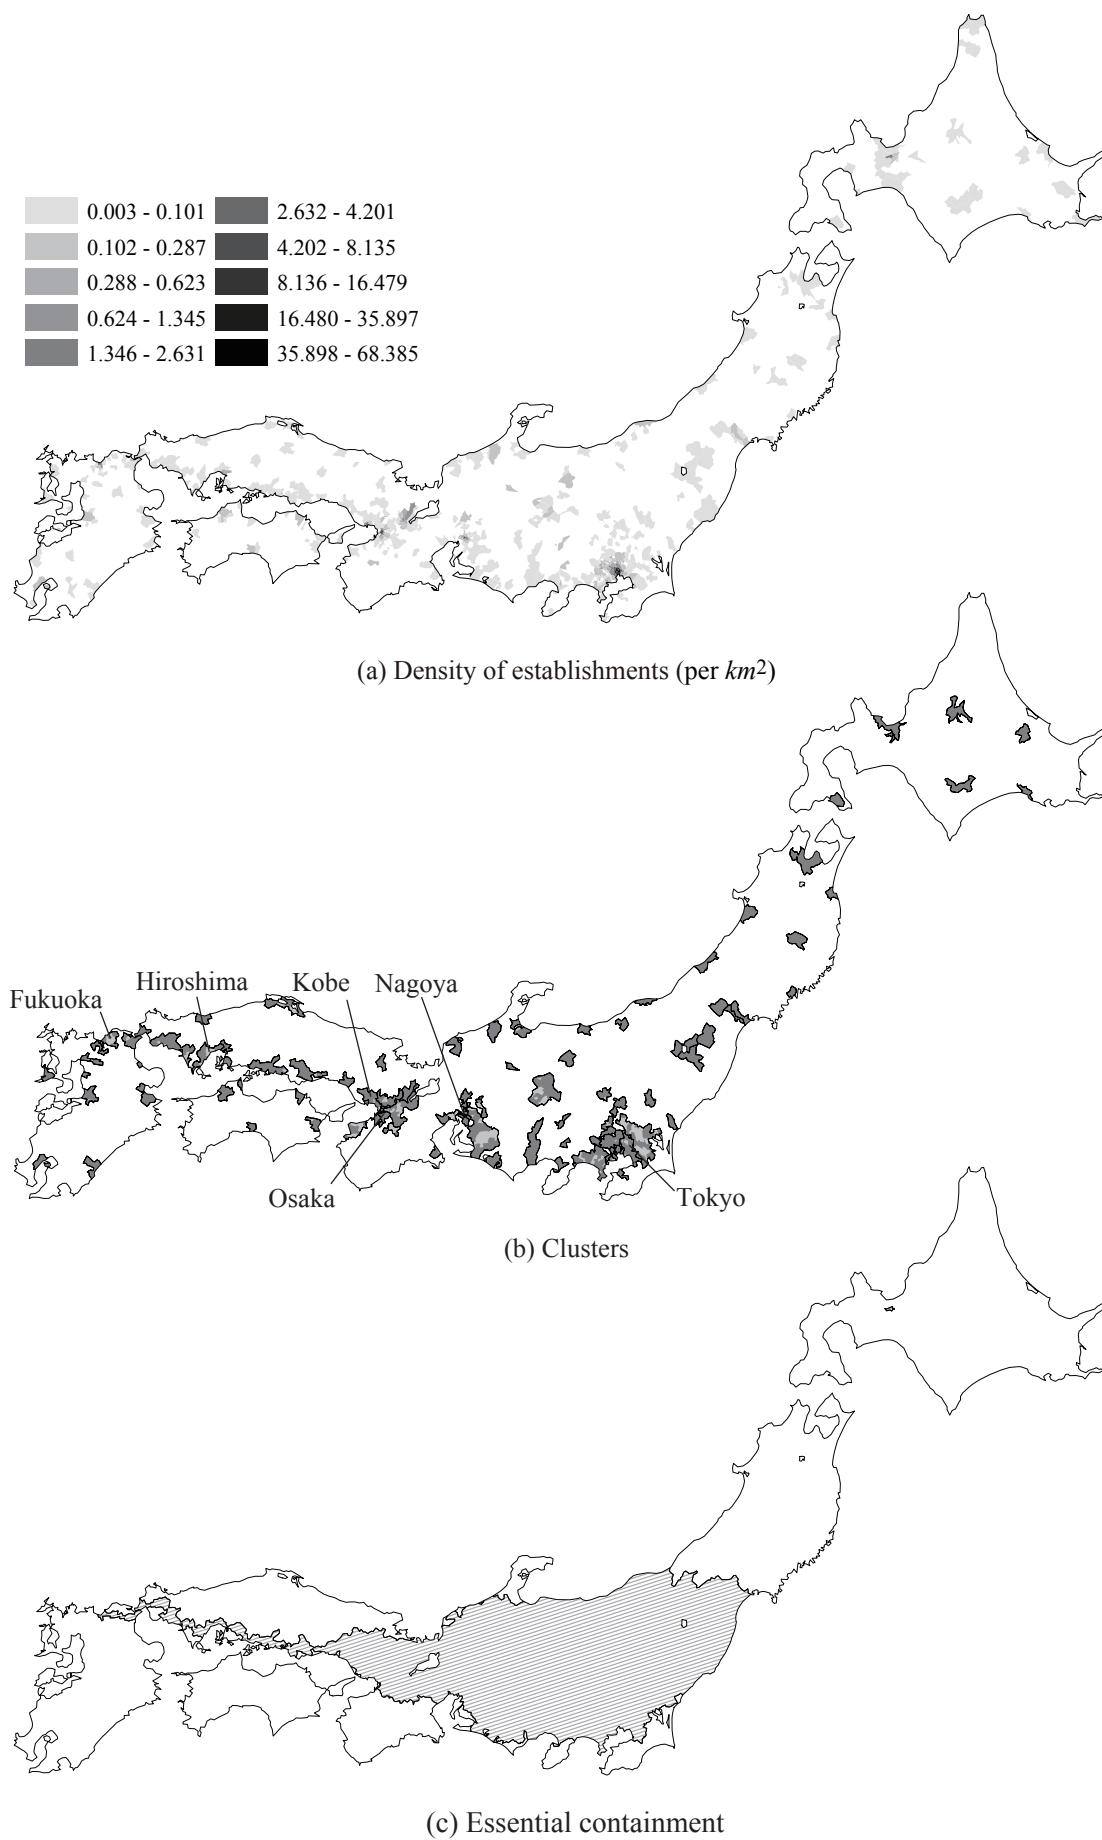 0.003 - 0.101 2.632 - 4.201
0.102 - 0.287 4.202 - 8.135
0.288 - 0.623 8.136 - 16.479
0.624 - 1.345 16.480 - 35.897
1.346 - 2.631 35.898 - 68.385
(a) Density of establishments (per km2)
Fukuoka
Hiroshima
Kobe
Nagoya
Osaka
Tokyo
(b) Clusters
(c) Essential containment